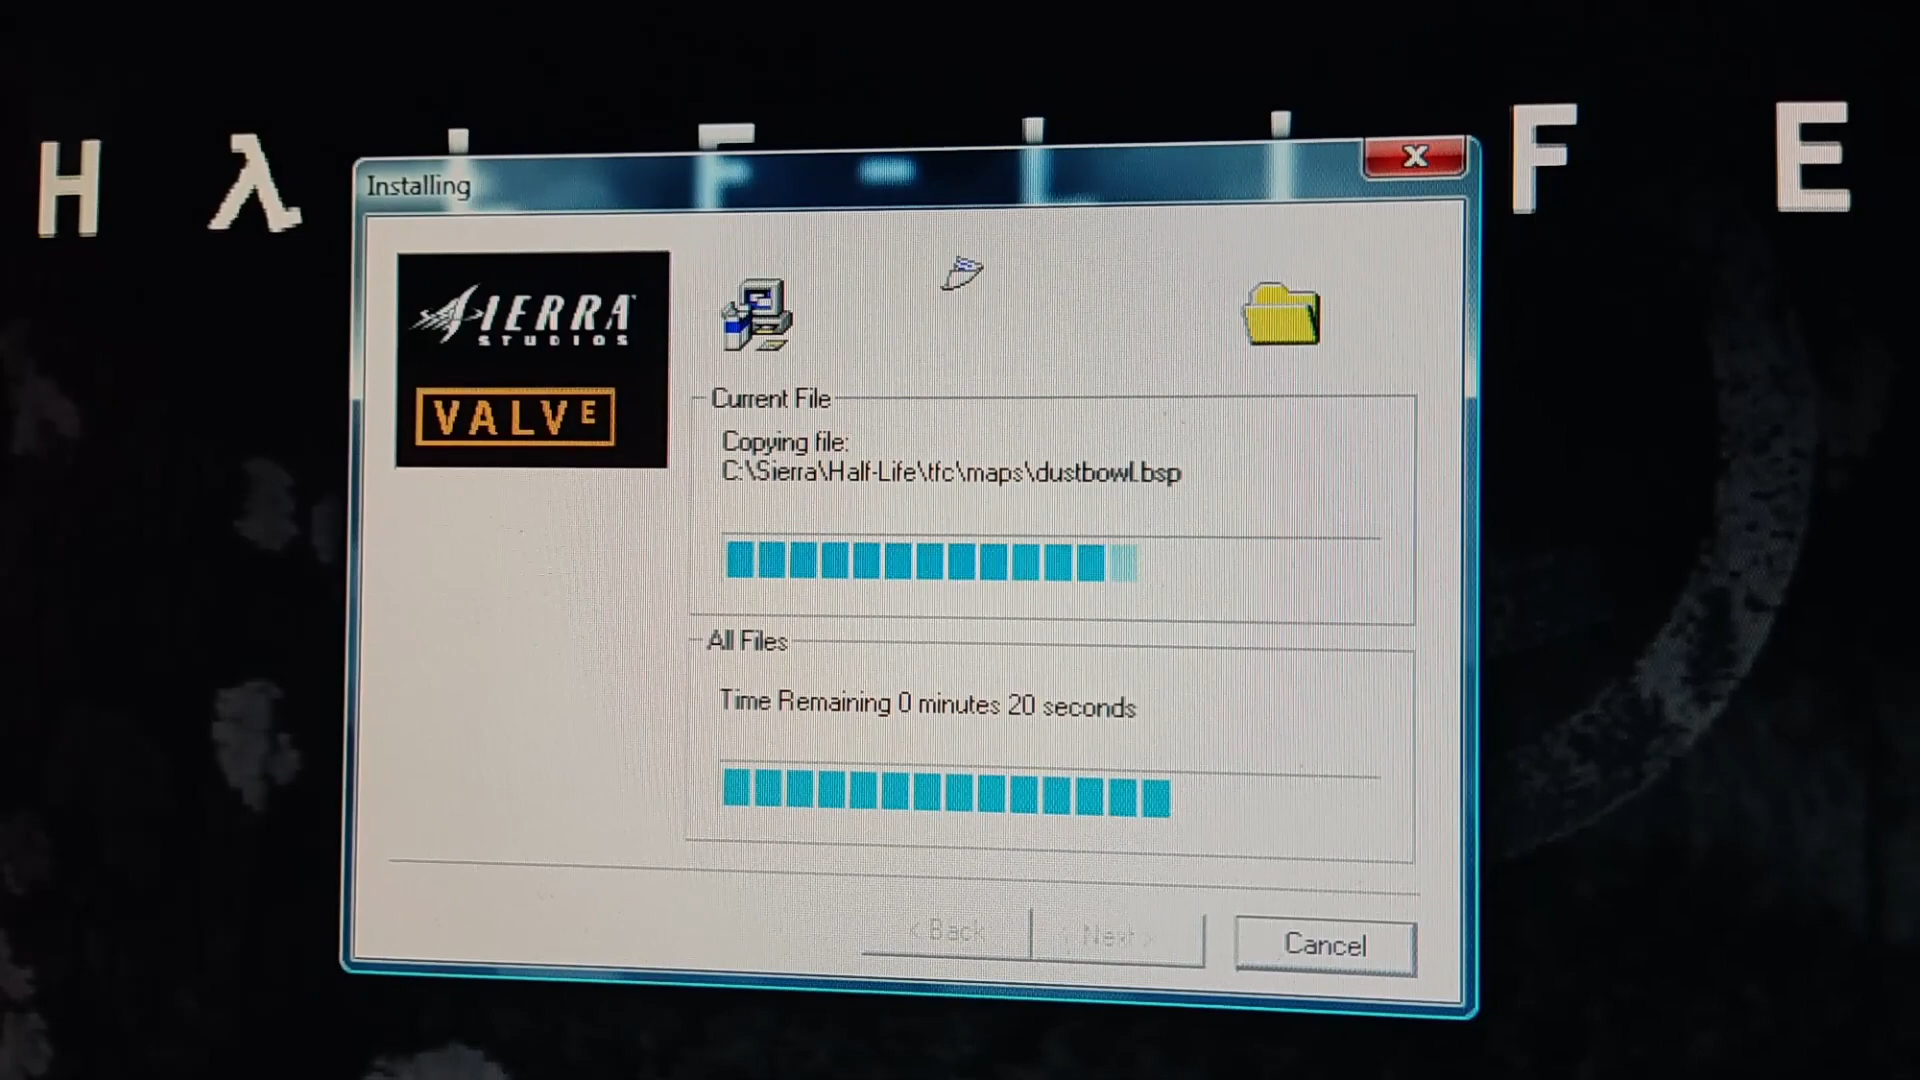 H λ L F - L I F E
Installing
X
SIERRA
STUDIOS
VALVE
Current File
Copying file:
C:\Sierra\Half-Life\tfc\maps\dustbowl.bsp
All Files
Time Remaining 0 minutes 20 seconds
< Back
Next >
Cancel